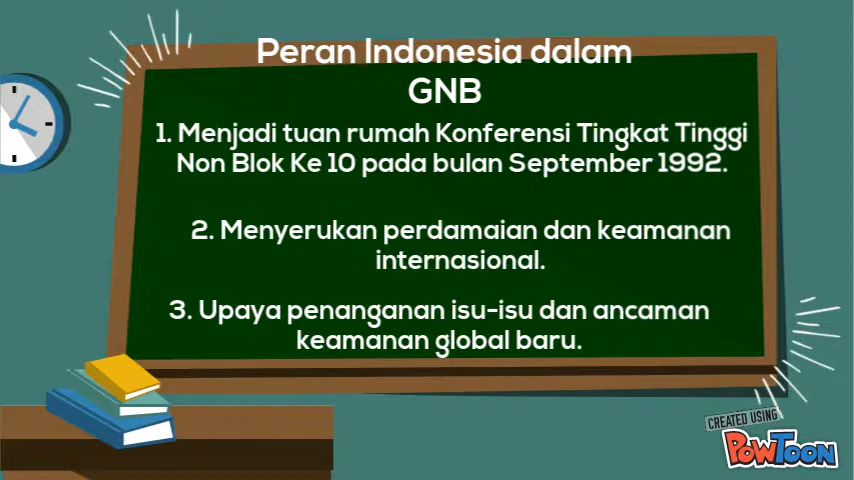 Peran Indonesia dalam
GNB
1. Menjadi tuan rumah Konferensi Tingkat Tinggi
Non Blok Ke 10 pada bulan September 1992.
2. Menyerukan perdamaian dan keamanan
internasional.
3. Upaya penanganan isu-isu dan ancaman
keamanan global baru.
CREATED USING
POWTOON